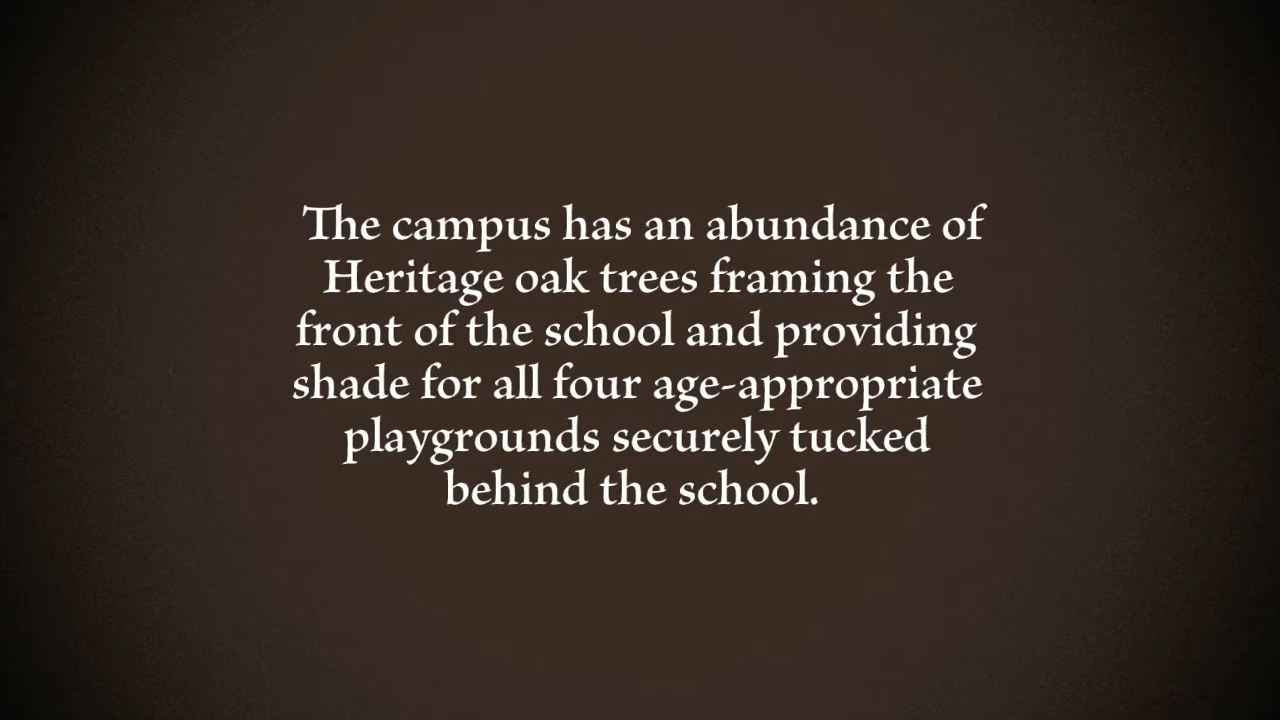 The campus has an abundance of
Heritage oak trees framing the
front of the school and providing
shade for all four age-appropriate
playgrounds securely tucked
behind the school.